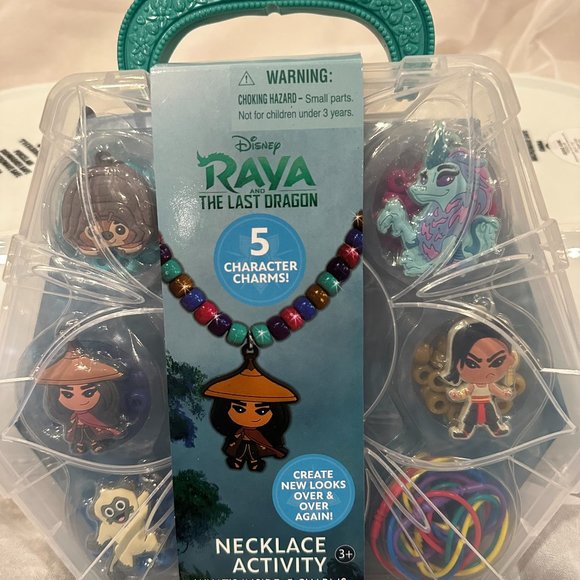 ⚠ WARNING:
CHOKING HAZARD – Small parts.
Not for children under 3 years.
Disney
RAYA
AND
THE LAST DRAGON
5
CHARACTER
CHARMS!
CREATE
NEW LOOKS
OVER &
OVER
AGAIN!
NECKLACE
ACTIVITY
3+